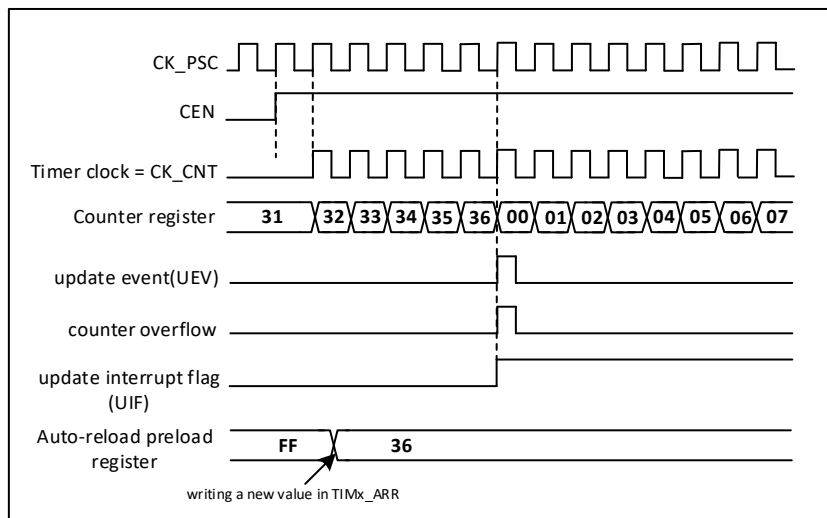 CK_PSC
CEN
Timer clock = CK_CNT
Counter register 31 32 33 34 35 36 00 01 02 03 04 05 06 07
update event(UEV)
counter overflow
update interrupt flag
(UIF)
Auto-reload preload
register
FF 36
writing a new value in TIMx_ARR